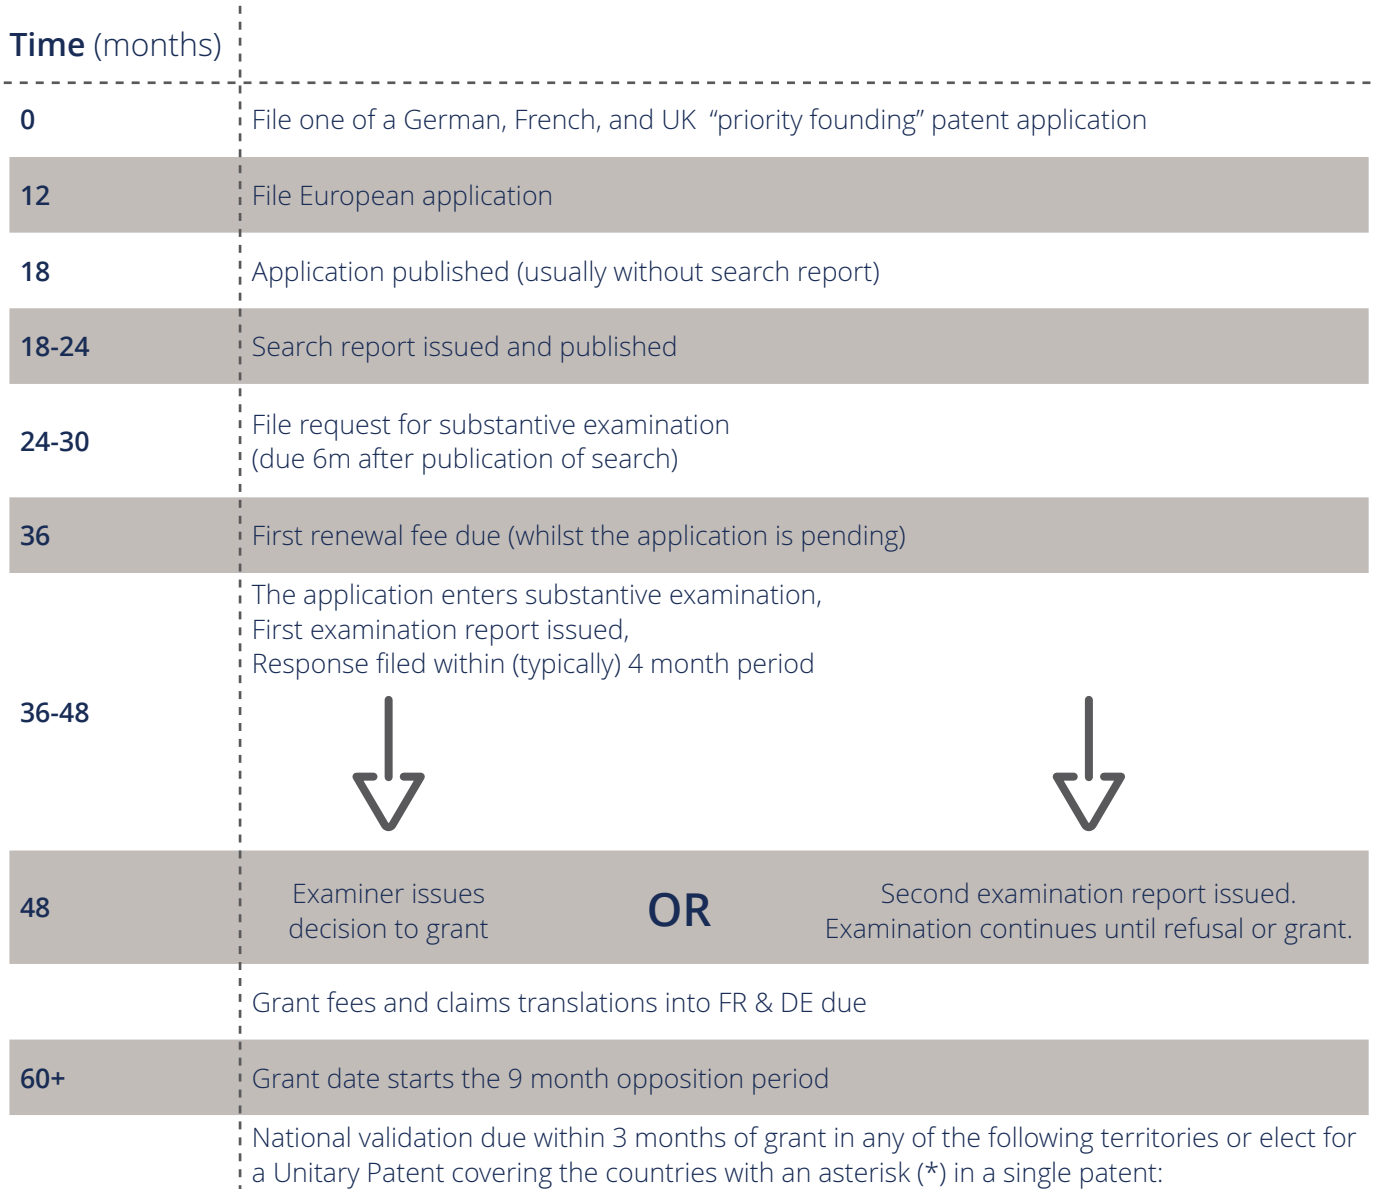 Time (months)
0
File one of a German, French, and UK “priority founding” patent application
12
File European application
18
Application published (usually without search report)
18-24
Search report issued and published
24-30
File request for substantive examination
(due 6m after publication of search)
36
First renewal fee due (whilst the application is pending)
36-48
The application enters substantive examination,
First examination report issued,
Response filed within (typically) 4 month period
48
Examiner issues
decision to grant
OR
Second examination report issued.
Examination continues until refusal or grant.
Grant fees and claims translations into FR & DE due
60+
Grant date starts the 9 month opposition period
National validation due within 3 months of grant in any of the following territories or elect for
a Unitary Patent covering the countries with an asterisk (*) in a single patent: